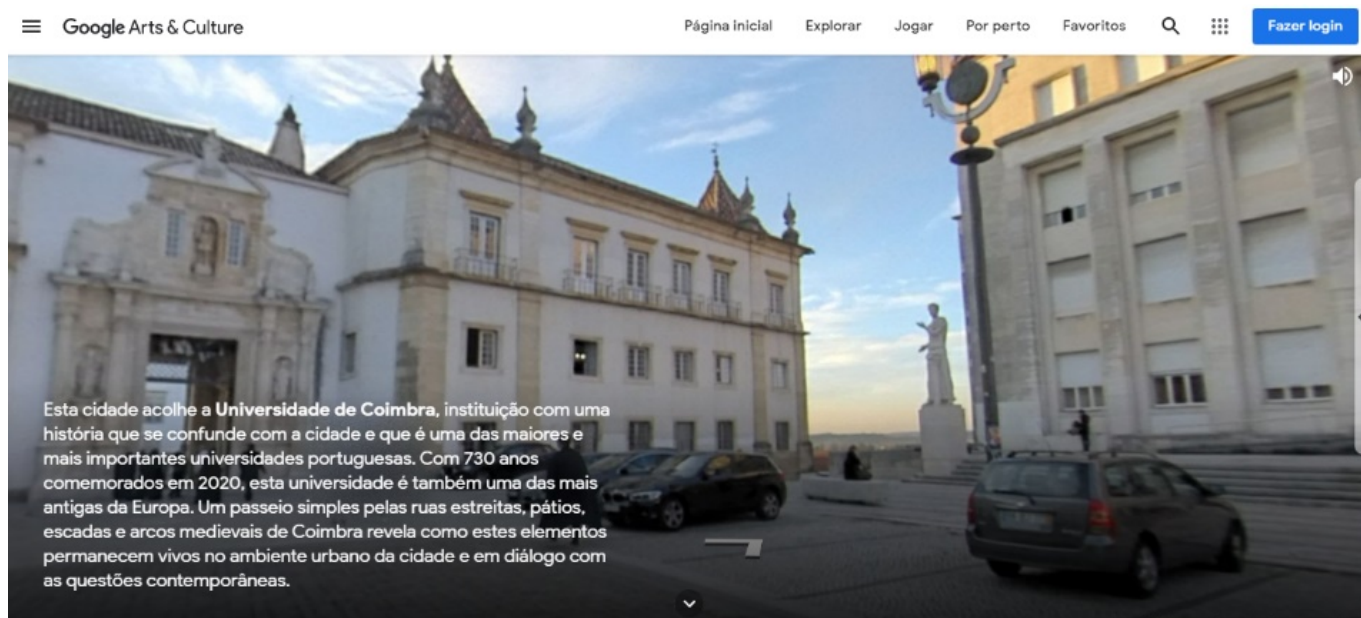 Google Arts & Culture
Página inicial
Explorar
Jogar
Por perto
Favoritos
Fazer login
Esta cidade acolhe a Universidade de Coimbra, instituição com uma
história que se confunde com a cidade e que é uma das maiores e
mais importantes universidades portuguesas. Com 730 anos
comemorados em 2020, esta universidade é também uma das mais
antigas da Europa. Um passeio simples pelas ruas estreitas, pátios,
escadas e arcos medievais de Coimbra revela como estes elementos
permanecem vivos no ambiente urbano da cidade e em diálogo com
as questões contemporâneas.